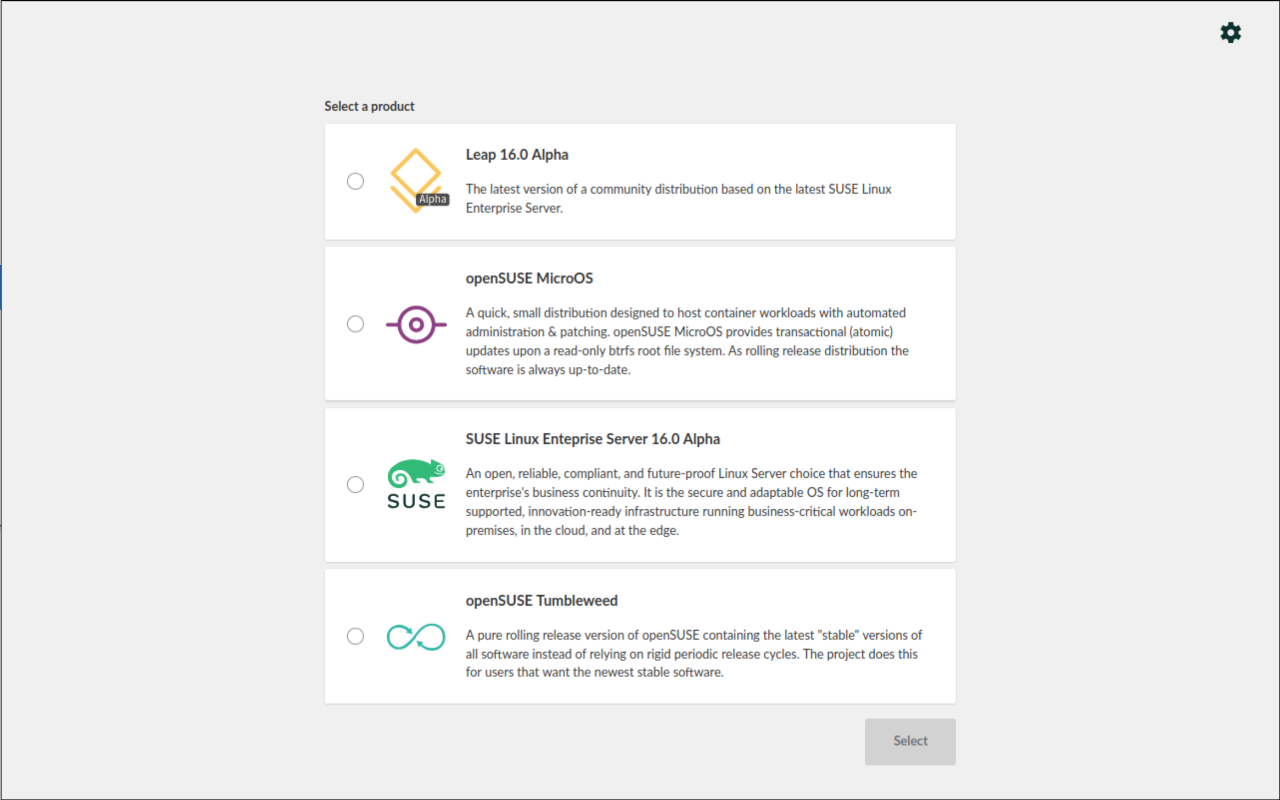 Select a product
Leap 16.0 Alpha
Alpha
The latest version of a community distribution based on the latest SUSE Linux
Enterprise Server.
openSUSE MicroOS
A quick, small distribution designed to host container workloads with automated
administration & patching. openSUSE MicroOS provides transactional (atomic)
updates upon a read-only btrfs root file system. As rolling release distribution the
software is always up-to-date.
SUSE Linux Enteprise Server 16.0 Alpha
SUSE
An open, reliable, compliant, and future-proof Linux Server choice that ensures the
enterprise's business continuity. It is the secure and adaptable OS for long-term
supported, innovation-ready infrastructure running business-critical workloads on-
premises, in the cloud, and at the edge.
openSUSE Tumbleweed
A pure rolling release version of openSUSE containing the latest "stable" versions of
all software instead of relying on rigid periodic release cycles. The project does this
for users that want the newest stable software.
Select